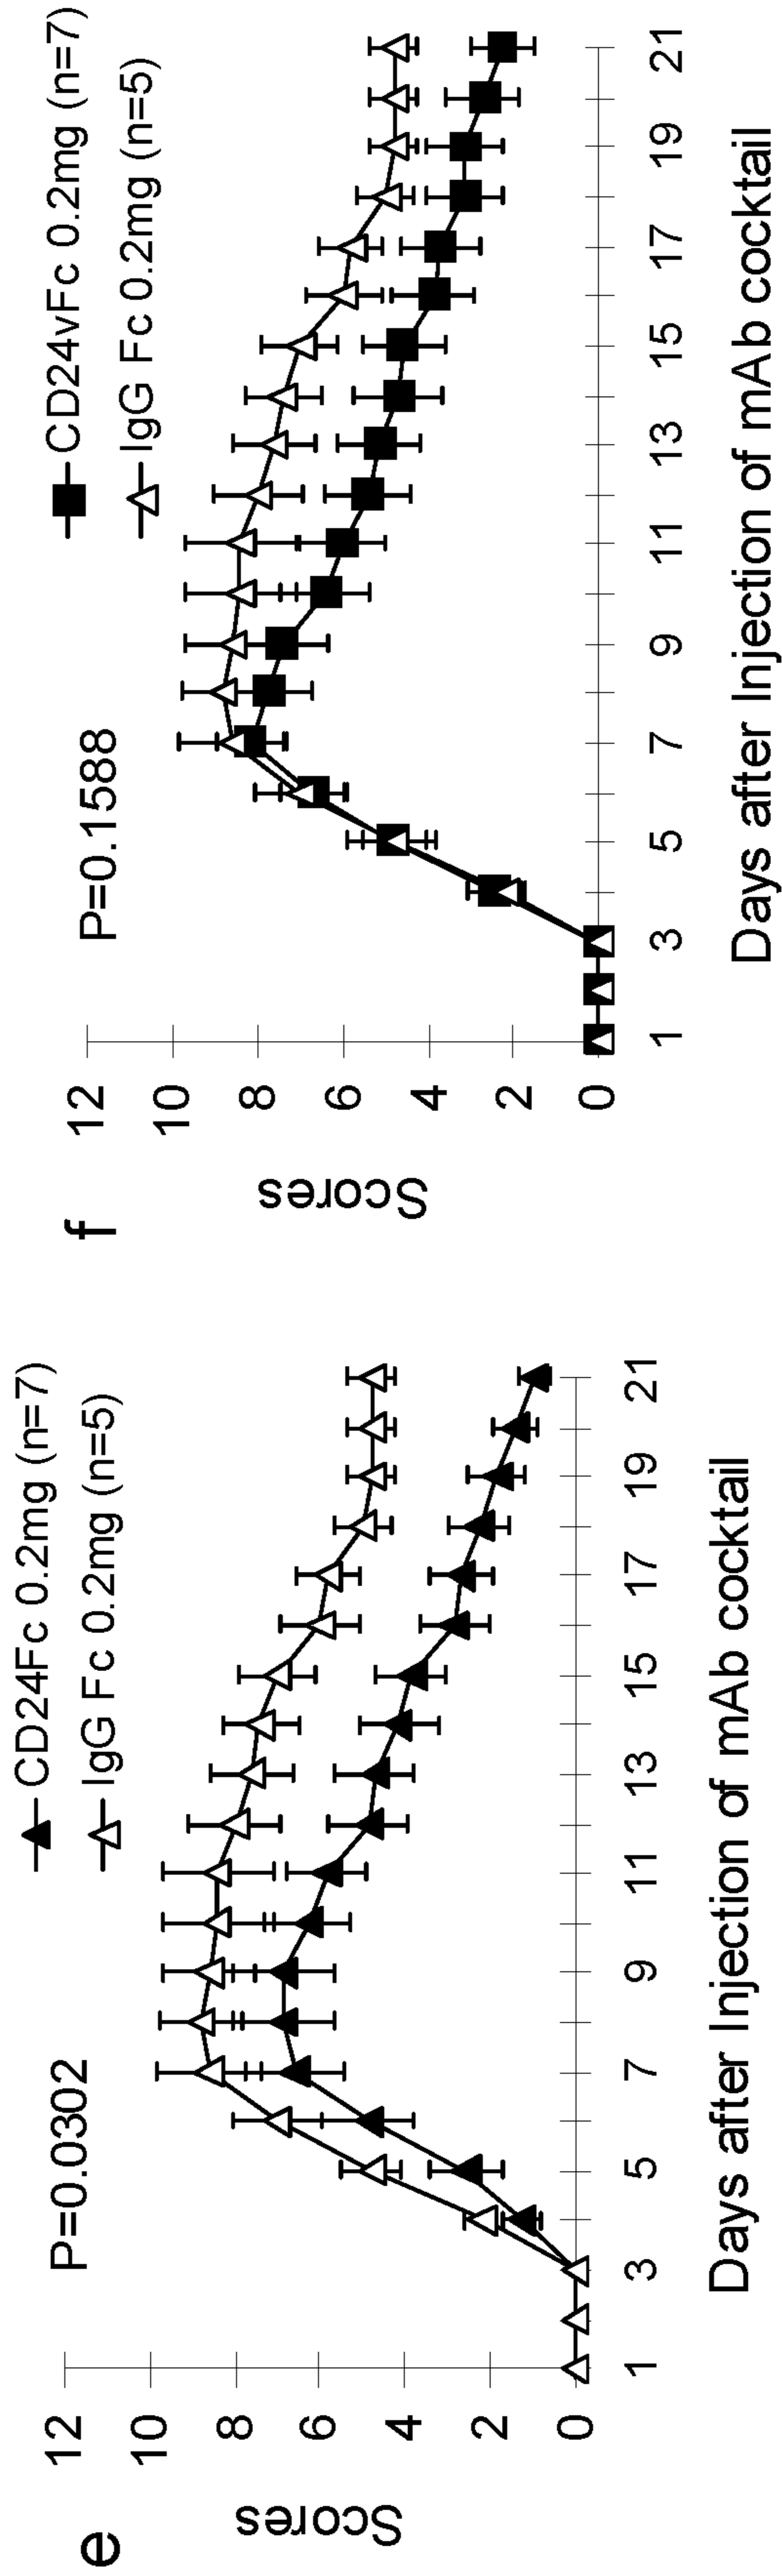 e
P=0.0302
CD24Fc 0.2mg (n=7)
IgG Fc 0.2mg (n=5)
Scores
12
10
8
6
4
2
0
1 3 5 7 9 11 13 15 17 19 21
Days after Injection of mAb cocktail
f
P=0.1588
CD24vFc 0.2mg (n=7)
IgG Fc 0.2mg (n=5)
Scores
12
10
8
6
4
2
0
1 3 5 7 9 11 13 15 17 19 21
Days after Injection of mAb cocktail